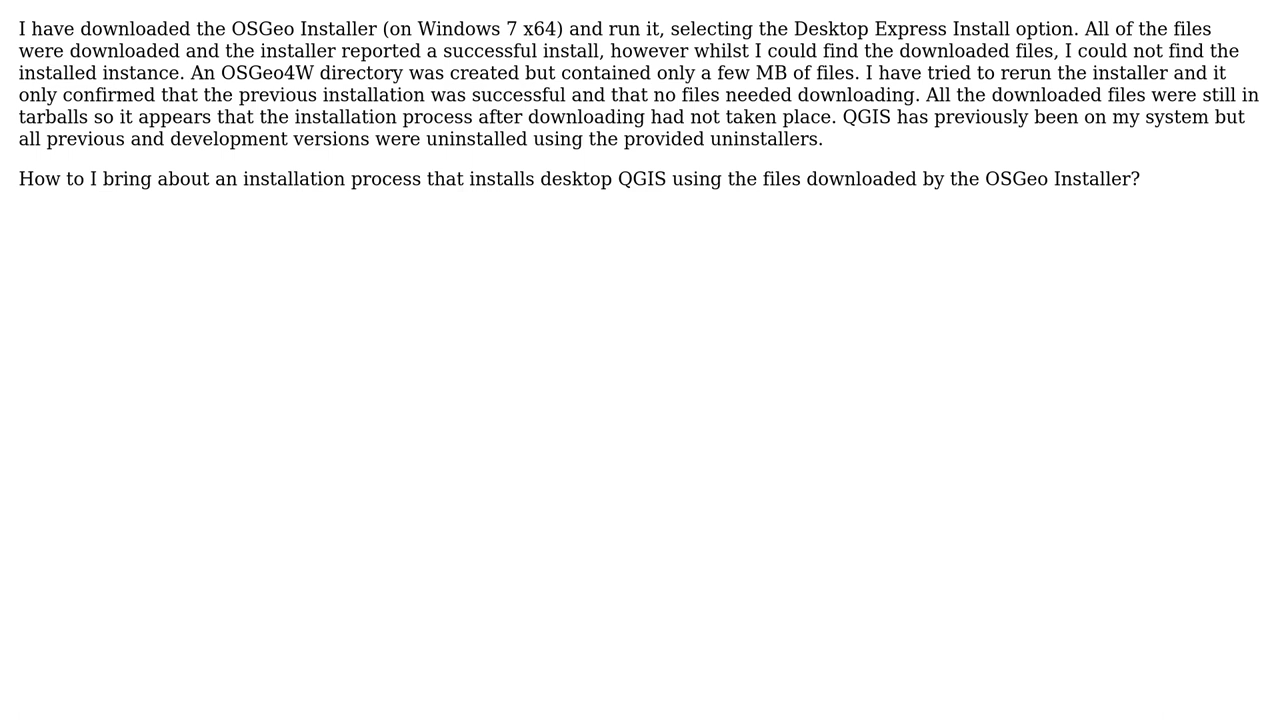 I have downloaded the OSGeo Installer (on Windows 7 x64) and run it, selecting the Desktop Express Install option. All of the files
were downloaded and the installer reported a successful install, however whilst I could find the downloaded files, I could not find the
installed instance. An OSGeo4W directory was created but contained only a few MB of files. I have tried to rerun the installer and it
only confirmed that the previous installation was successful and that no files needed downloading. All the downloaded files were still in
tarballs so it appears that the installation process after downloading had not taken place. QGIS has previously been on my system but
all previous and development versions were uninstalled using the provided uninstallers.
How to I bring about an installation process that installs desktop QGIS using the files downloaded by the OSGeo Installer?